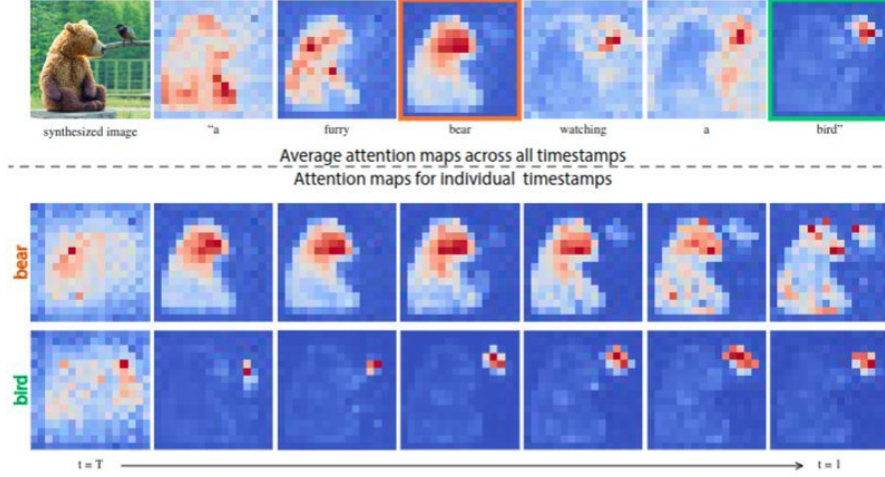 synthesized image "a furry bear watching a bird"
Average attention maps across all timestamps
Attention maps for individual timestamps
bear
bird
t = T t = 1